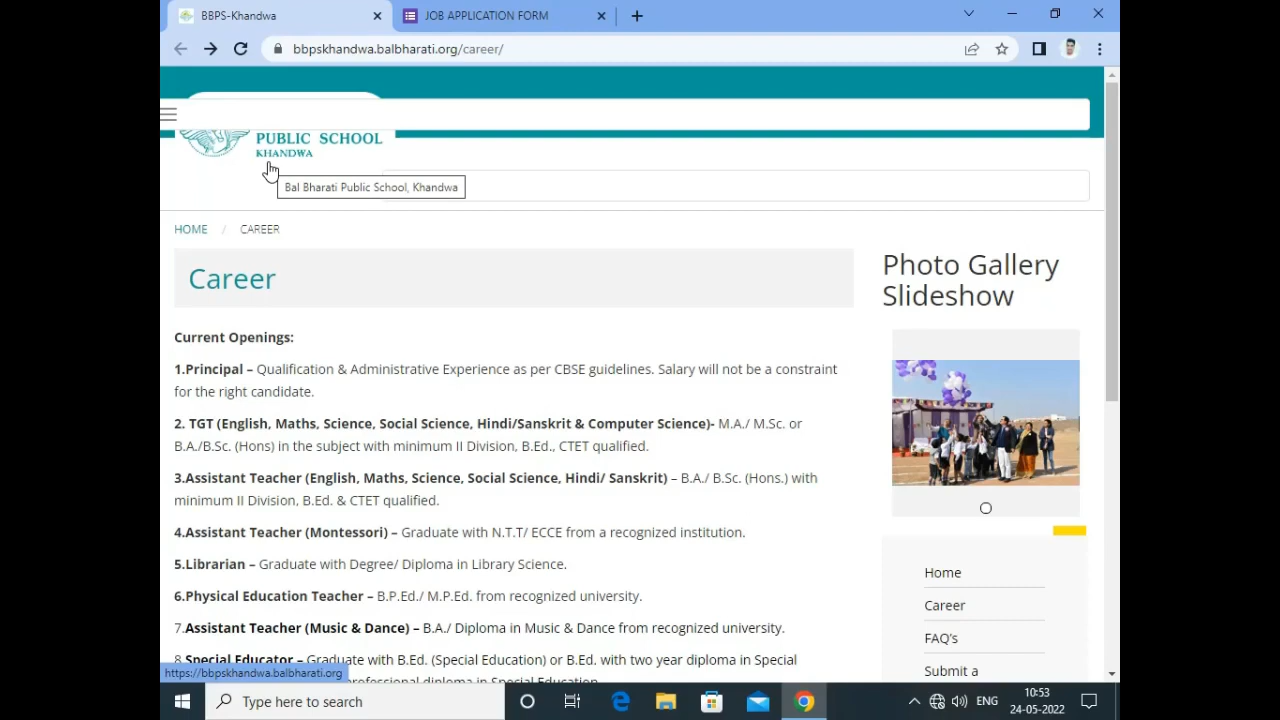 BBPS-Khandwa
JOB APPLICATION FORM
bbpskhandwa.balbharati.org/career/
PUBLIC SCHOOL
KHANDWA
Bal Bharati Public School, Khandwa
HOME / CAREER
Career
Current Openings:
1.Principal – Qualification & Administrative Experience as per CBSE guidelines. Salary will not be a constraint
for the right candidate.
2. TGT (English, Maths, Science, Social Science, Hindi/Sanskrit & Computer Science)- M.A./ M.Sc. or
B.A./B.Sc. (Hons) in the subject with minimum II Division, B.Ed., CTET qualified.
3.Assistant Teacher (English, Maths, Science, Social Science, Hindi/ Sanskrit) – B.A./ B.Sc. (Hons.) with
minimum II Division, B.Ed. & CTET qualified.
4.Assistant Teacher (Montessori) – Graduate with N.T.T/ ECCE from a recognized institution.
5.Librarian – Graduate with Degree/ Diploma in Library Science.
6.Physical Education Teacher – B.P.Ed./ M.P.Ed. from recognized university.
7.Assistant Teacher (Music & Dance) – B.A./ Diploma in Music & Dance from recognized university.
8.Special Educator – Graduate with B.Ed. (Special Education) or B.Ed. with two year diploma in Special
professional diploma in Special Education.
Photo Gallery
Slideshow
Home
Career
FAQ's
Submit a
https://bbpskhandwa.balbharati.org
Type here to search
ENG
10:53
24-05-2022